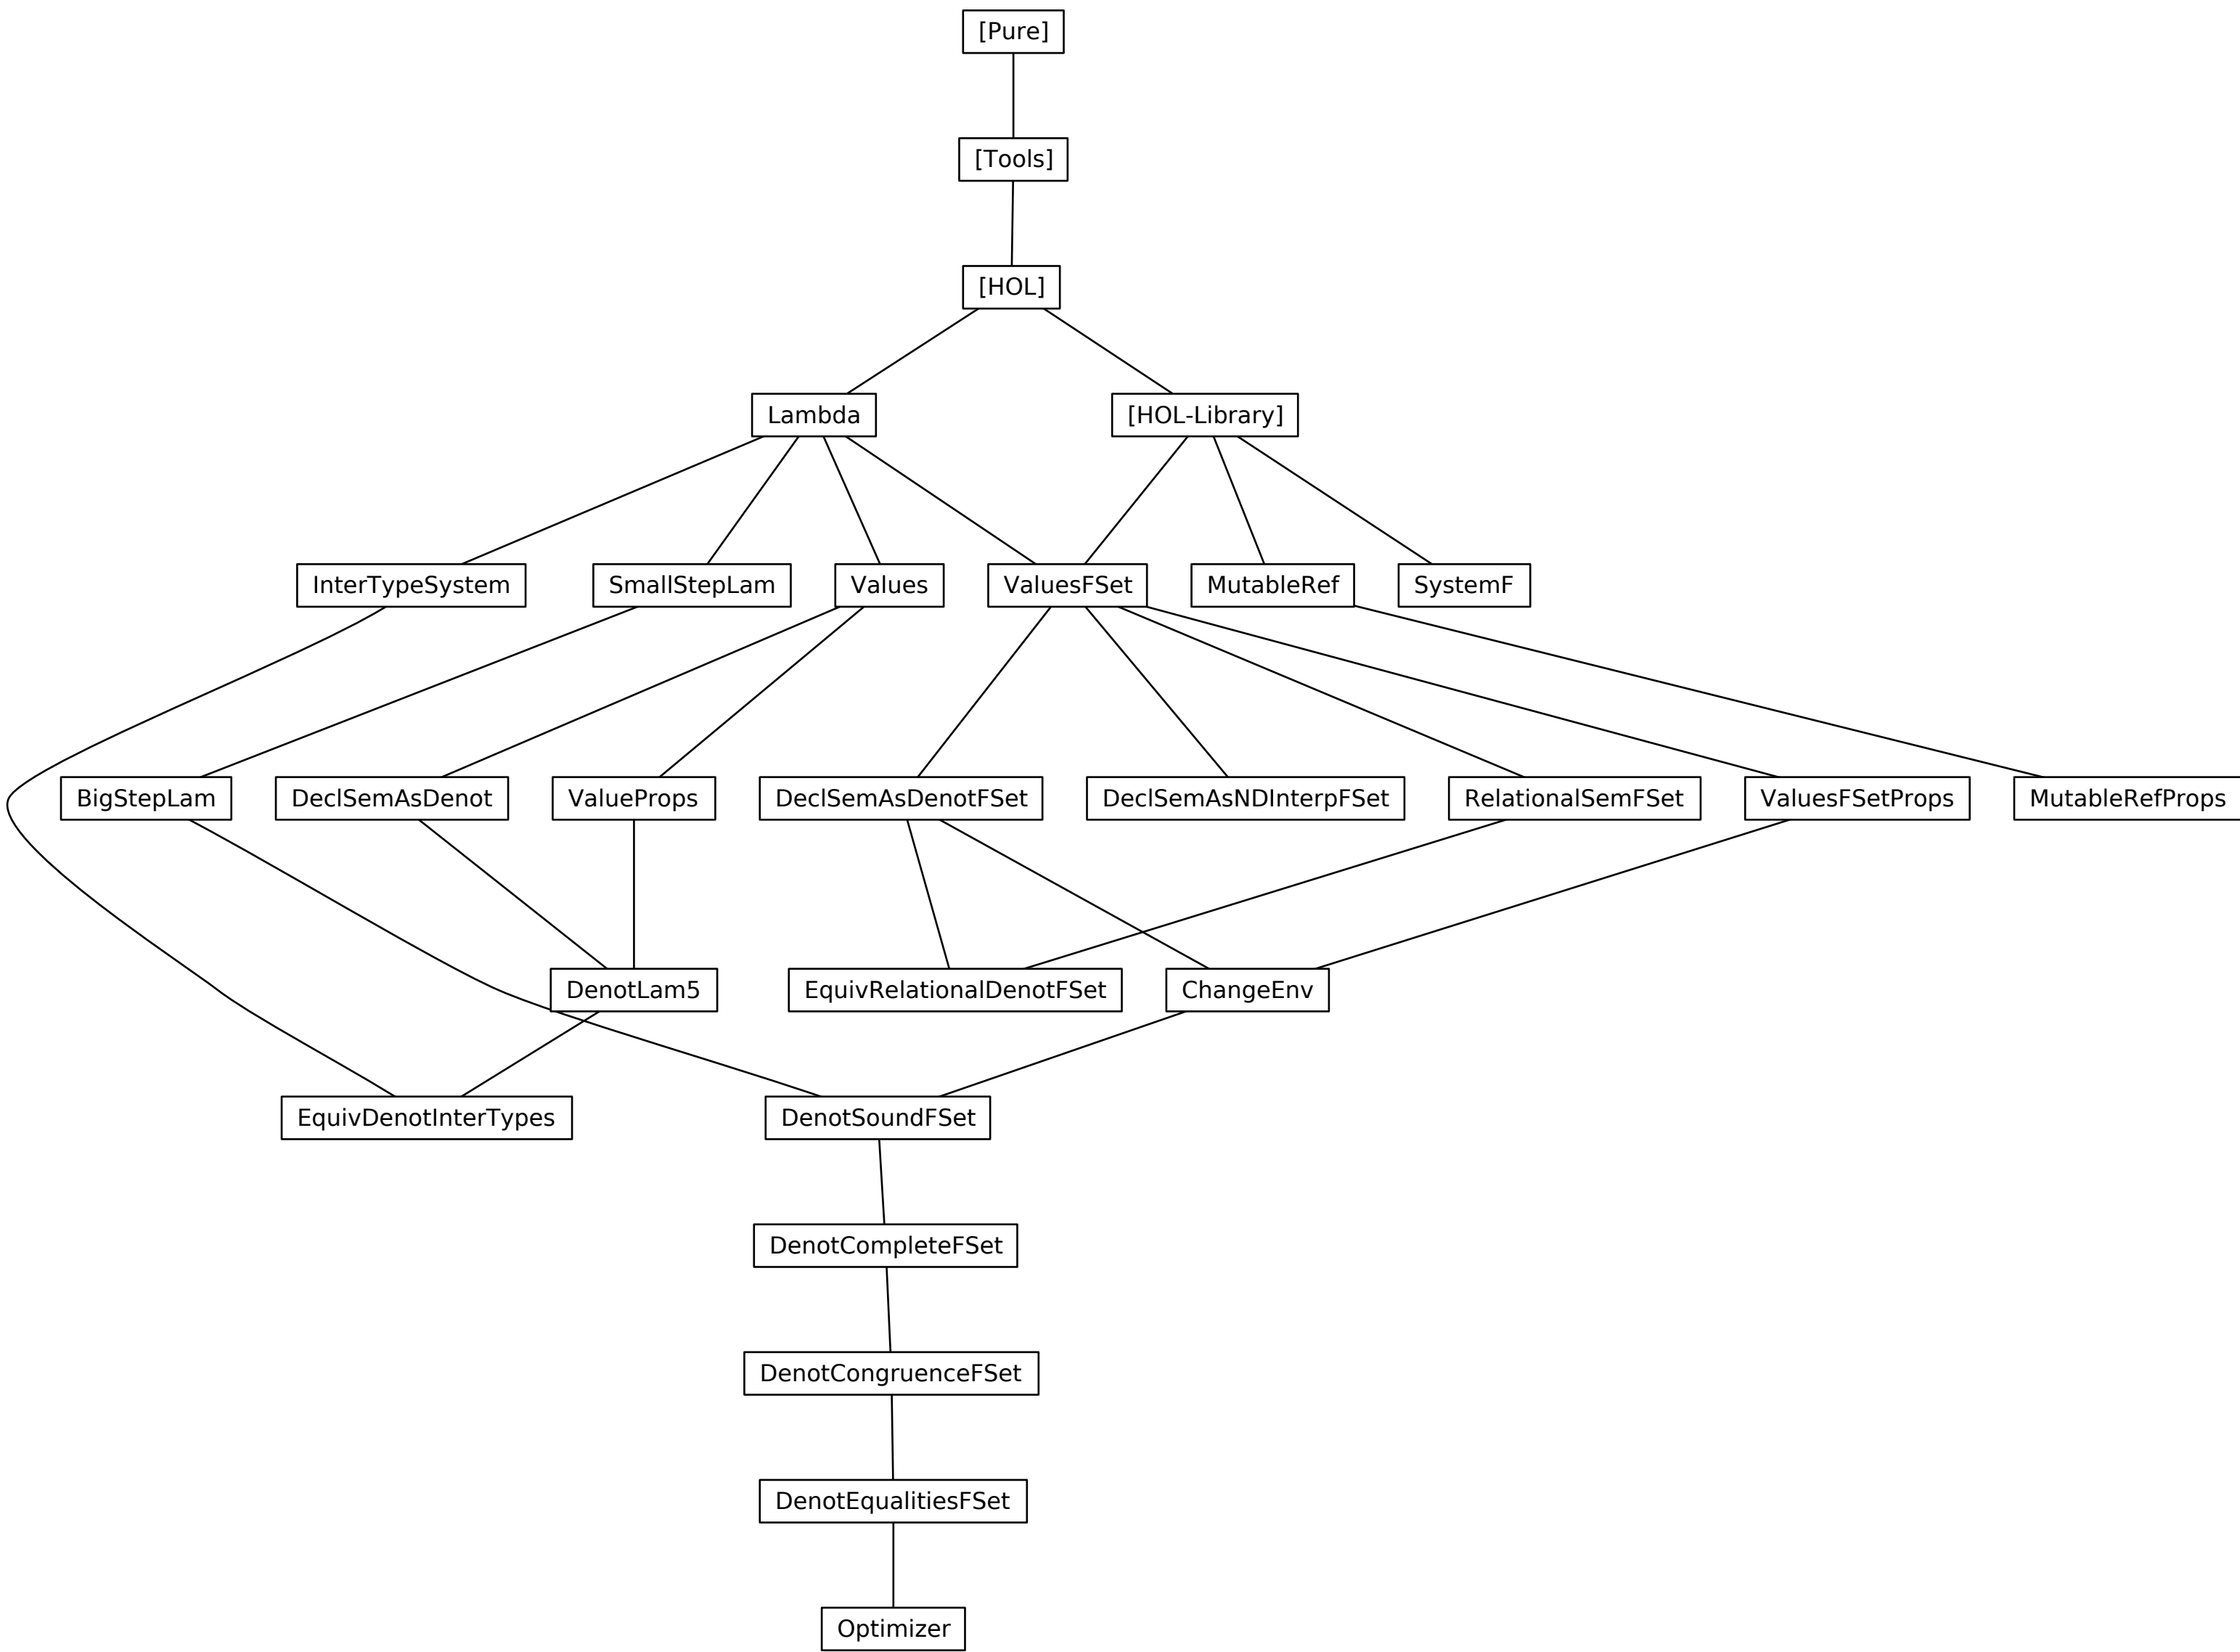 [Pure]
[Tools]
[HOL]
Lambda
[HOL-Library]
InterTypeSystem
SmallStepLam
Values
ValuesFSet
MutableRef
SystemF
BigStepLam
DeclSemAsDenot
ValueProps
DeclSemAsDenotFSet
DeclSemAsNDInterpFSet
RelationalSemFSet
ValuesFSetProps
MutableRefProps
DenotLam5
EquivRelationalDenotFSet
ChangeEnv
EquivDenotInterTypes
DenotSoundFSet
DenotCompleteFSet
DenotCongruenceFSet
DenotEqualitiesFSet
Optimizer